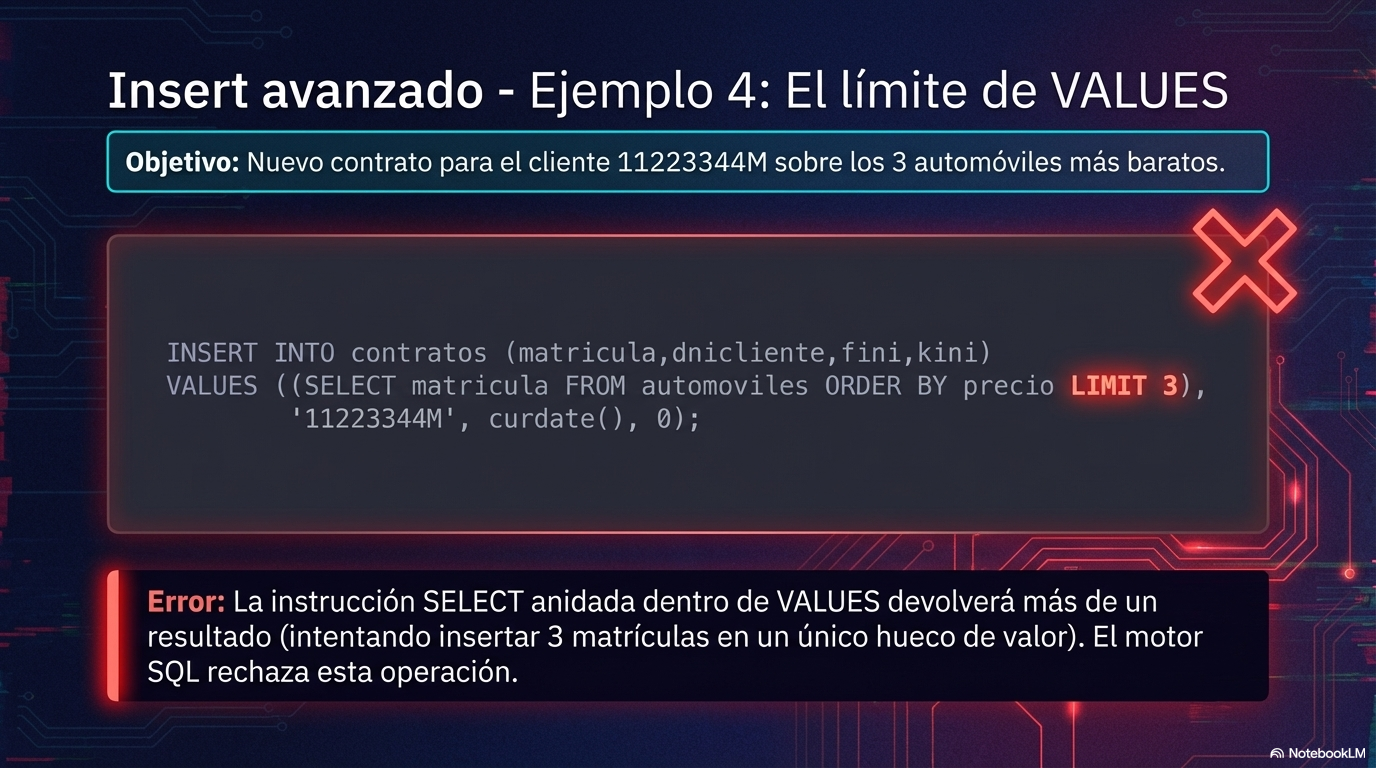 Insert avanzado - Ejemplo 4: El límite de VALUES
Objetivo: Nuevo contrato para el cliente 11223344M sobre los 3 automóviles más baratos.
INSERT INTO contratos (matricula,dnicliente,fini,kini)
VALUES ((SELECT matricula FROM automoviles ORDER BY precio LIMIT 3),
'11223344M', curdate(), 0);
Error: La instrucción SELECT anidada dentro de VALUES devolverá más de un
resultado (intentando insertar 3 matrículas en un único hueco de valor). El motor
SQL rechaza esta operación.
NotebookLM